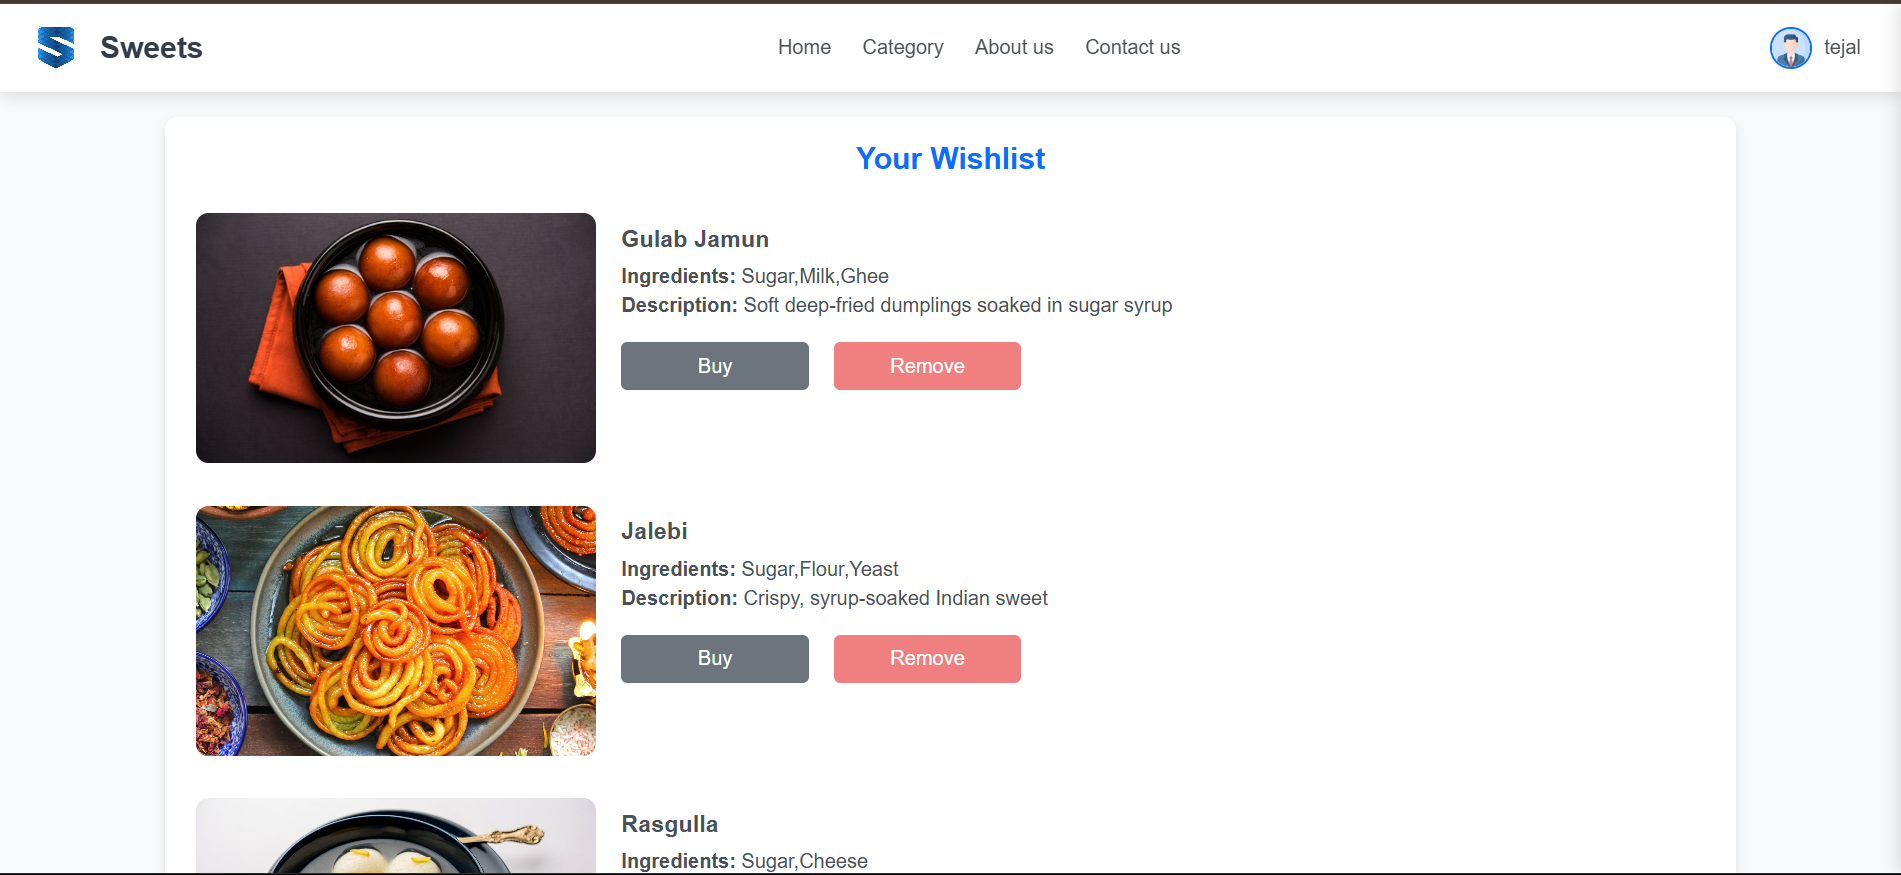 Sweets
Home Category About us Contact us
tejal
Your Wishlist
Gulab Jamun
Ingredients: Sugar,Milk,Ghee
Description: Soft deep-fried dumplings soaked in sugar syrup
Buy Remove
Jalebi
Ingredients: Sugar,Flour,Yeast
Description: Crispy, syrup-soaked Indian sweet
Buy Remove
Rasgulla
Ingredients: Sugar,Cheese